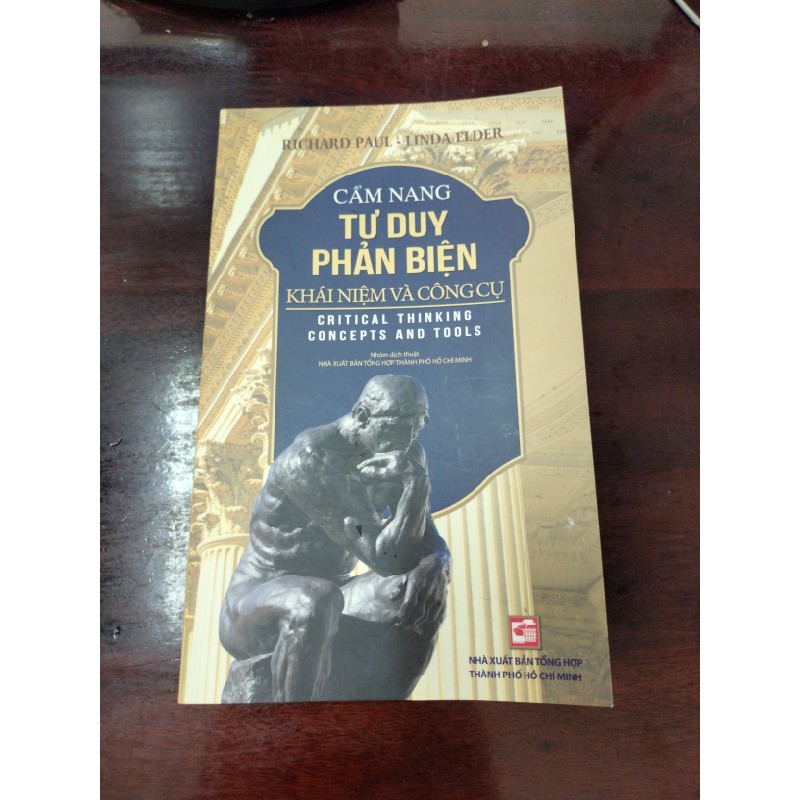 RICHARD PAUL - LINDA ELDER
CẨM NANG
TƯ DUY
PHẢN BIỆN
KHÁI NIỆM VÀ CÔNG CỤ
CRITICAL THINKING
CONCEPTS AND TOOLS
Nhóm dịch thuật
NHÀ XUẤT BẢN TỔNG HỢP THÀNH PHỐ HỒ CHÍ MINH
NHÀ XUẤT BẢN TỔNG HỢP
THÀNH PHỐ HỒ CHÍ MINH